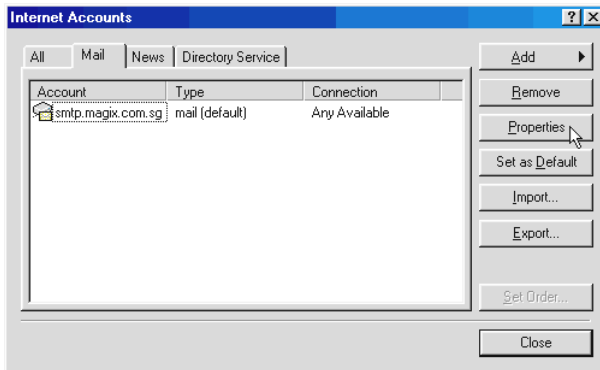 Internet Accounts
All Mail News Directory Service
Add
Account Type Connection
Remove
smtp.magix.com.sg mail (default) Any Available
Properties
Set as Default
Import...
Export...
Set Order...
Close